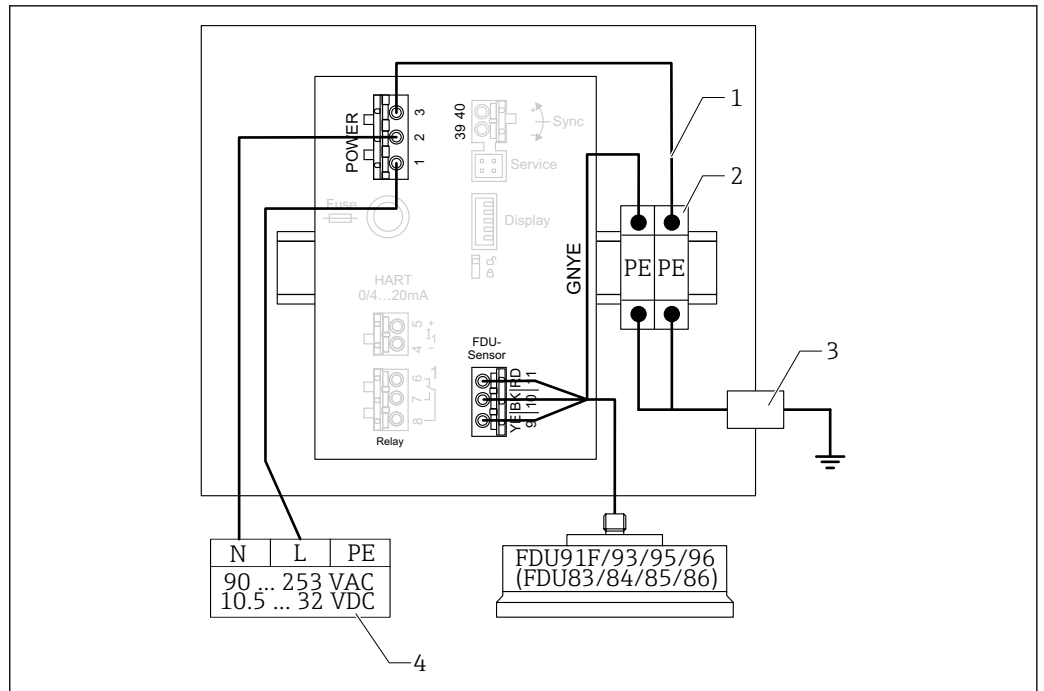 POWER
3
2
1
39 40
+
-
Sync
Service
Fuse
Display
HART
0/4...20mA
5 +
4 -
I1
6
7
8
1
Relay
FDU-
Sensor
RD 11
BK 10
YE 9
GNYE
PE PE
1
2
3
N L PE
90 ... 253 VAC
10.5 ... 32 VDC
4
FDU91F/93/95/96
(FDU83/84/85/86)